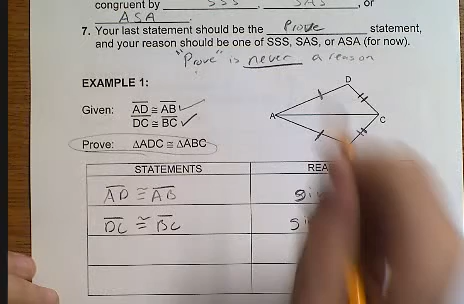 congruent by SSS, SAS, or
ASA.
7. Your last statement should be the Prove statement,
and your reason should be one of SSS, SAS, or ASA (for now).
"Prove" is never a reason
EXAMPLE 1:
Given: AD ≅ AB ✓
DC ≅ BC ✓
Prove: ΔADC ≅ ΔABC
D
A
C
STATEMENTS REA
AD ≅ AB gi
DC ≅ BC